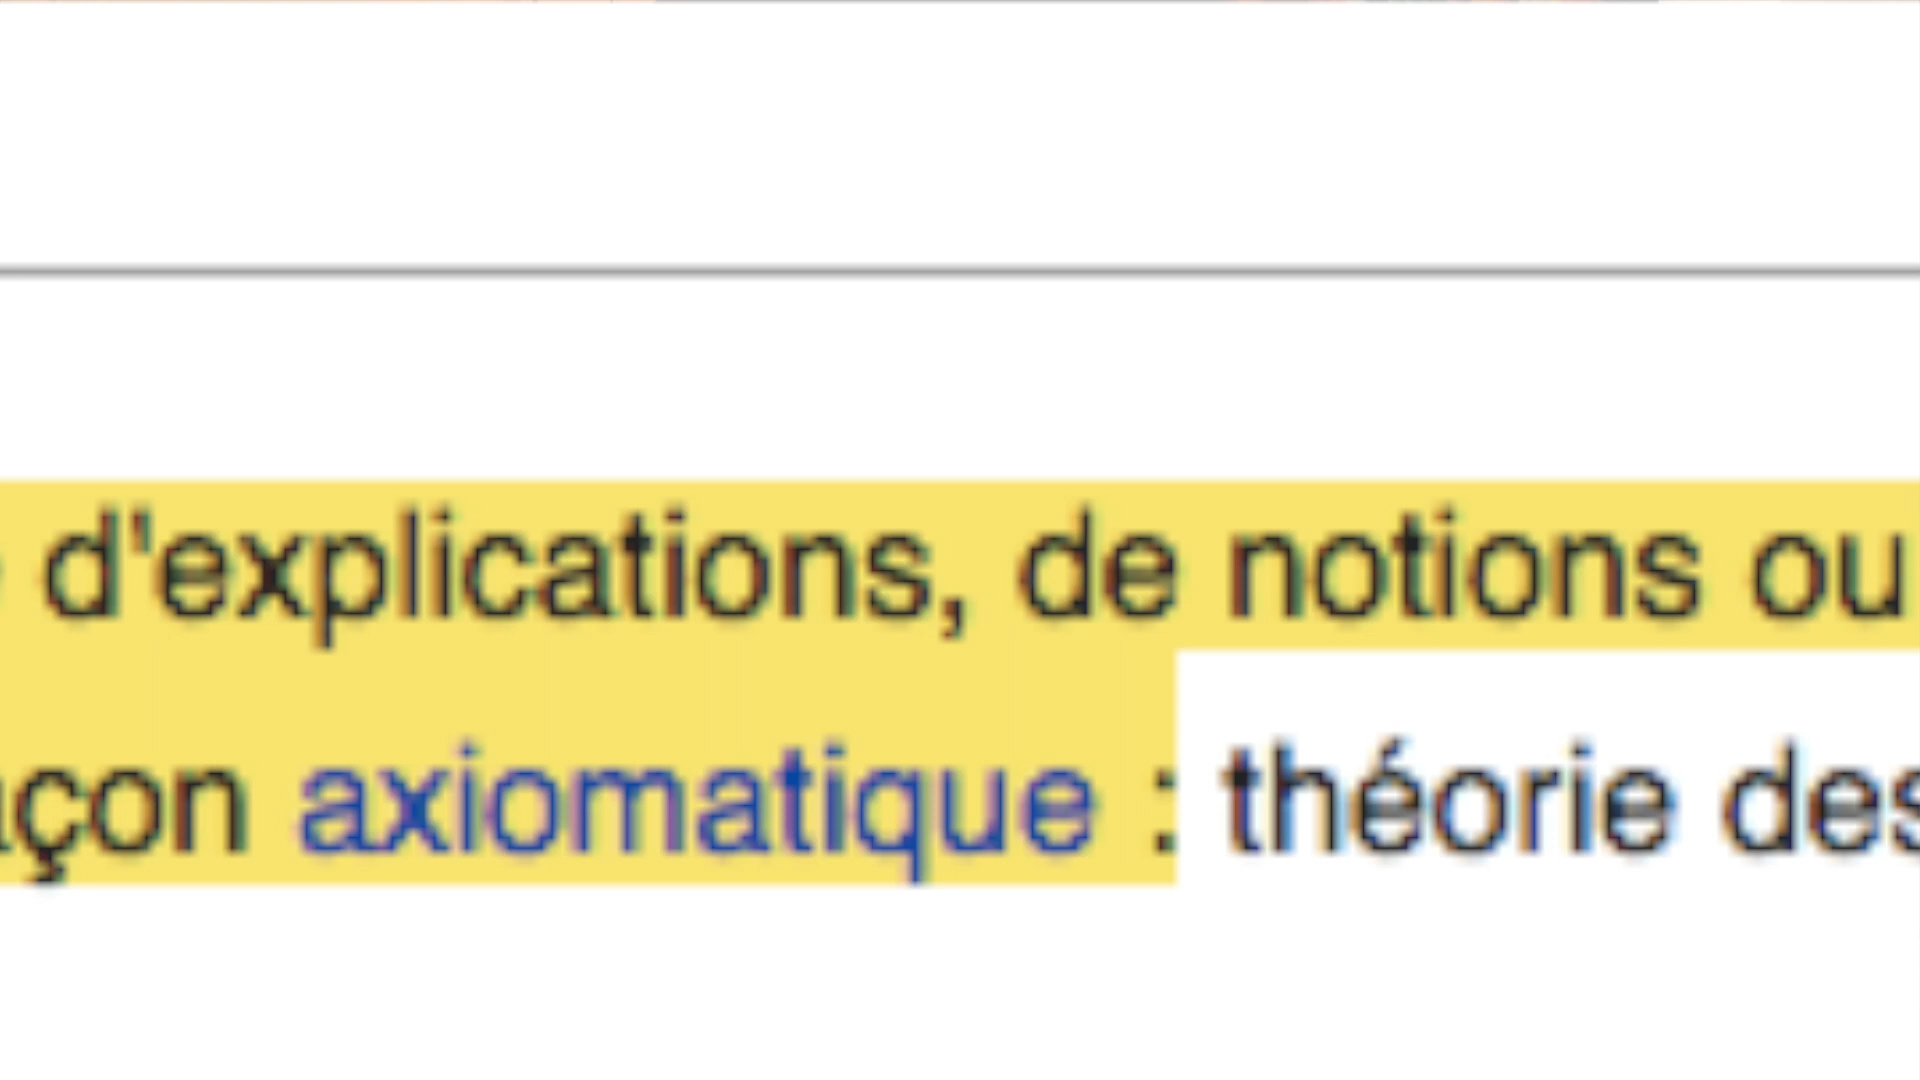 d'explications, de notions ou
açon axiomatique : théorie des